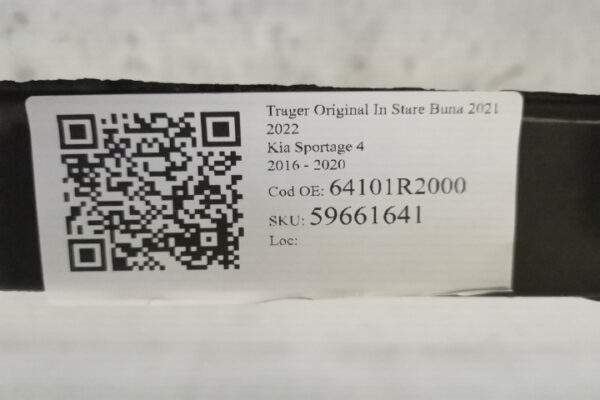 Trager Original In Stare Buna 2021
2022
Kia Sportage 4
2016 - 2020
Cod OE: 64101R2000
SKU: 59661641
Loc: